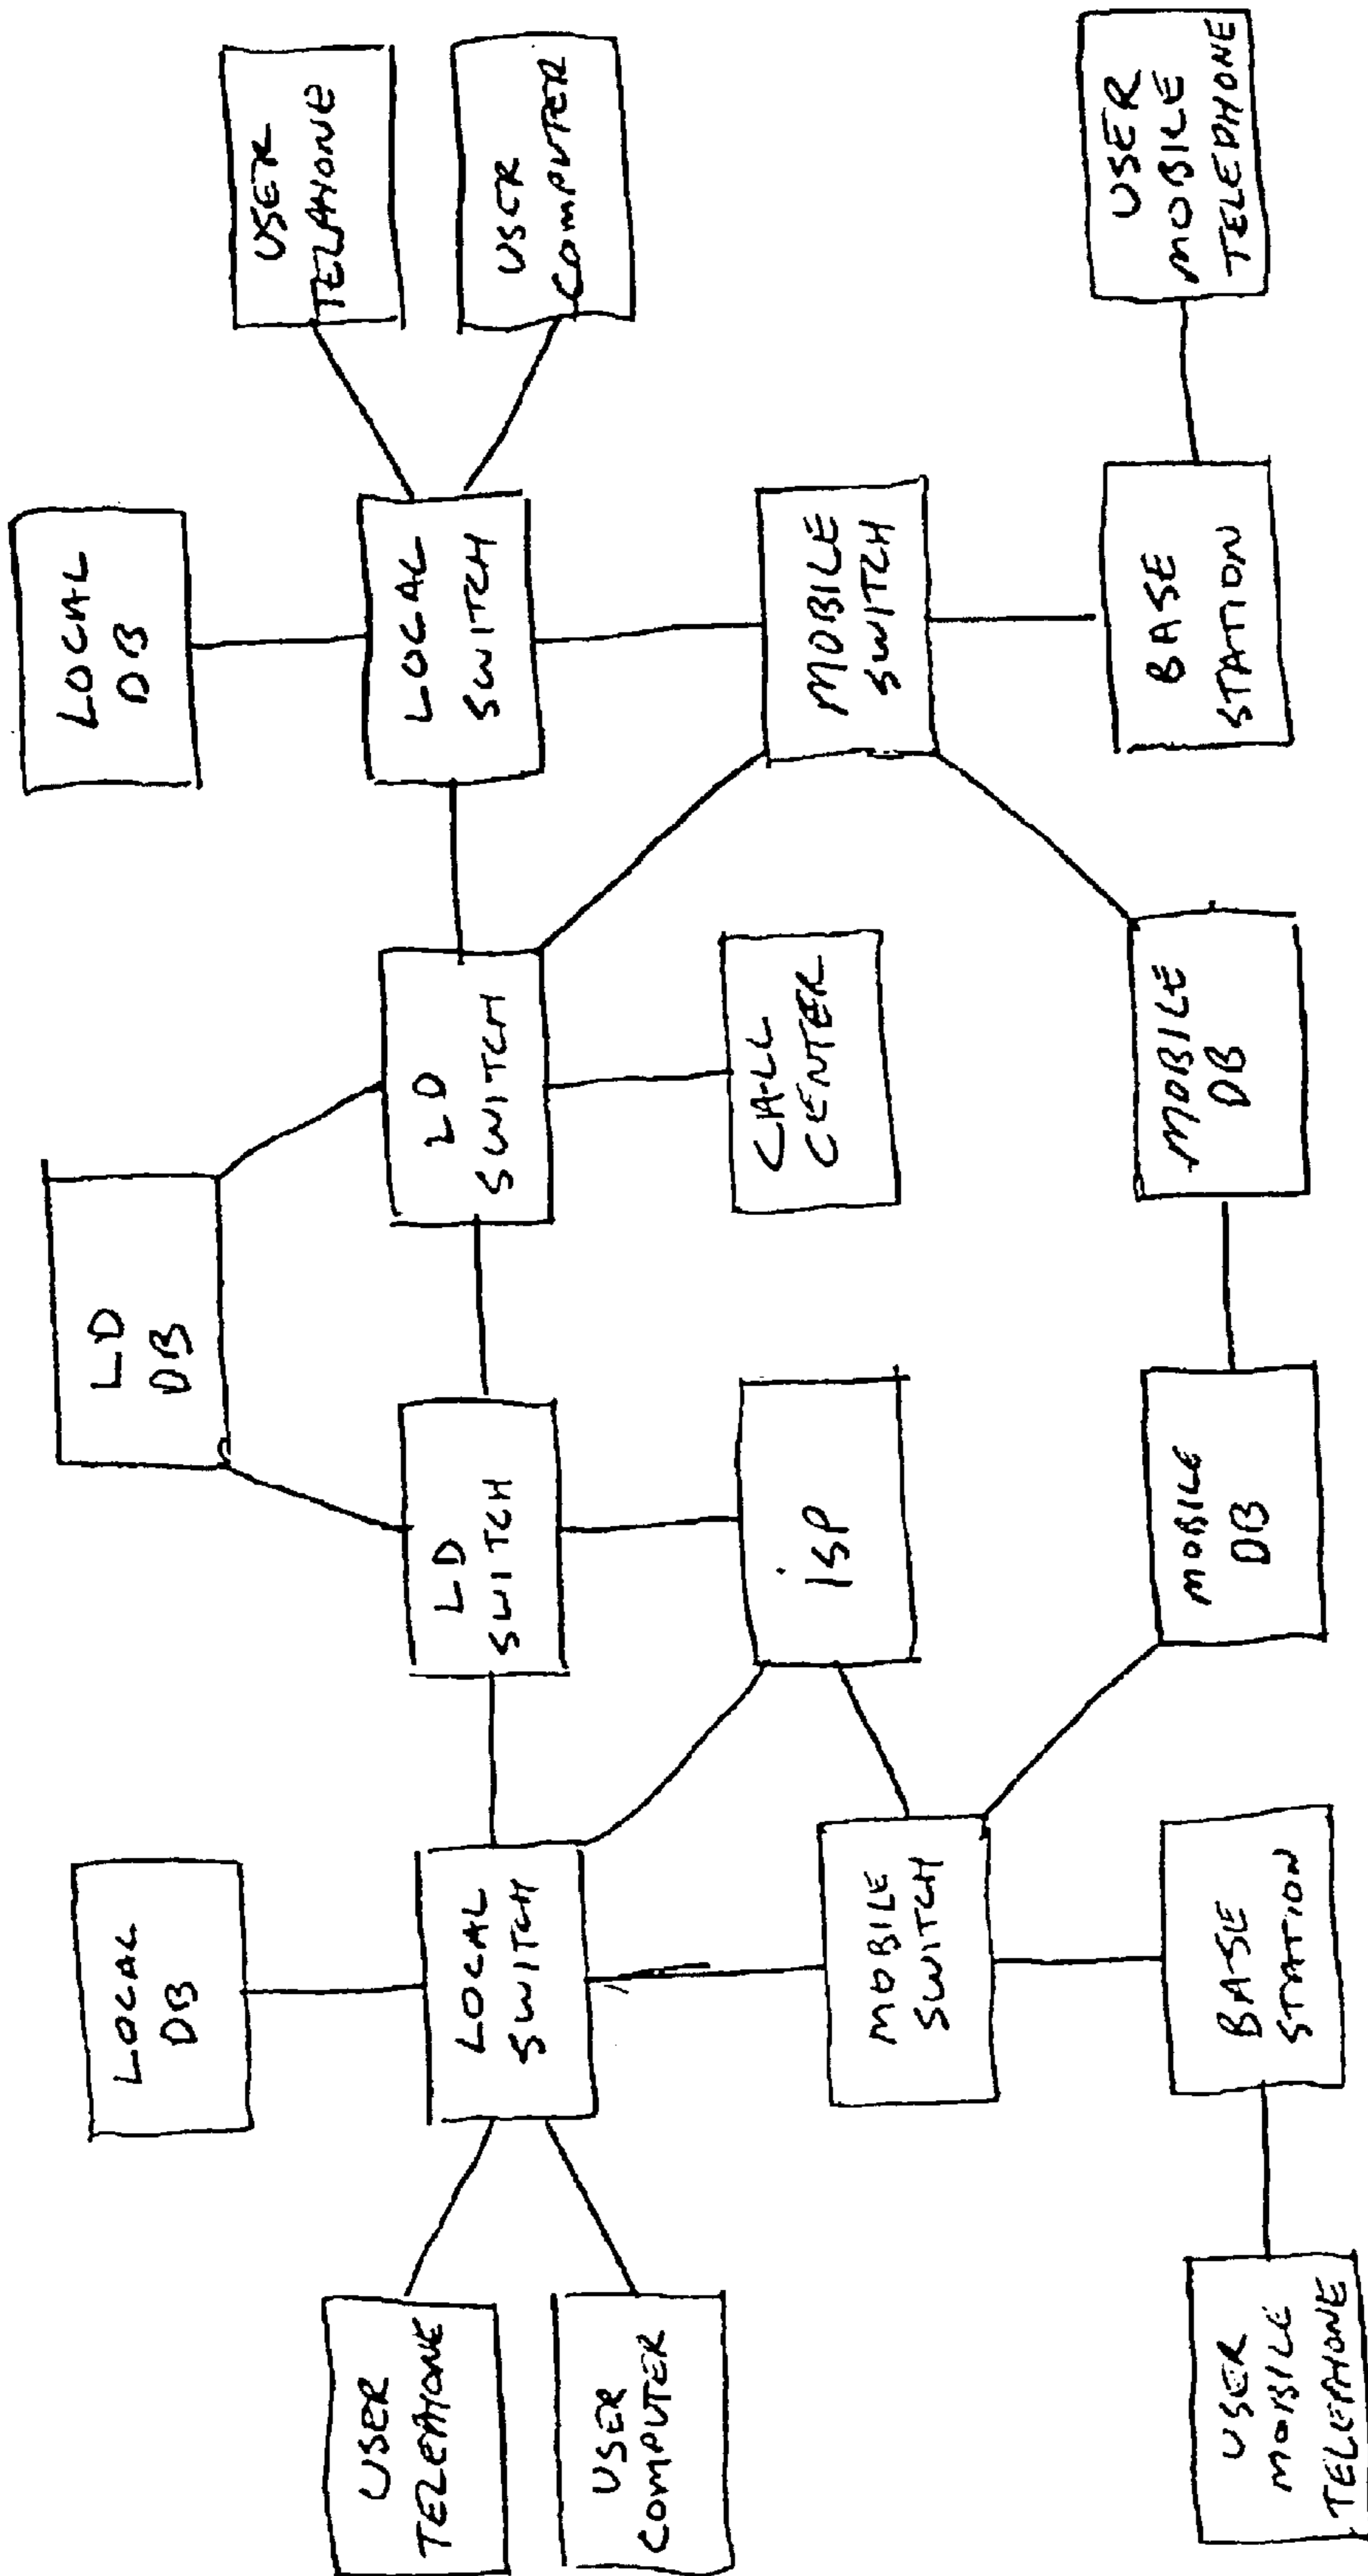 LOCAL
DB
LD
DB
LOCAL
DB
USER
TELEPHONE
USER
COMPUTER
LOCAL
SWITCH
LD
SWITCH
LD
SWITCH
LOCAL
SWITCH
USER
TELEPHONE
USER
COMPUTER
MOBILE
SWITCH
ISP
CALL
CENTER
MOBILE
SWITCH
USER
MOBILE
TELEPHONE
BASE
STATION
MOBILE
DB
MOBILE
DB
BASE
STATION
USER
MOBILE
TELEPHONE